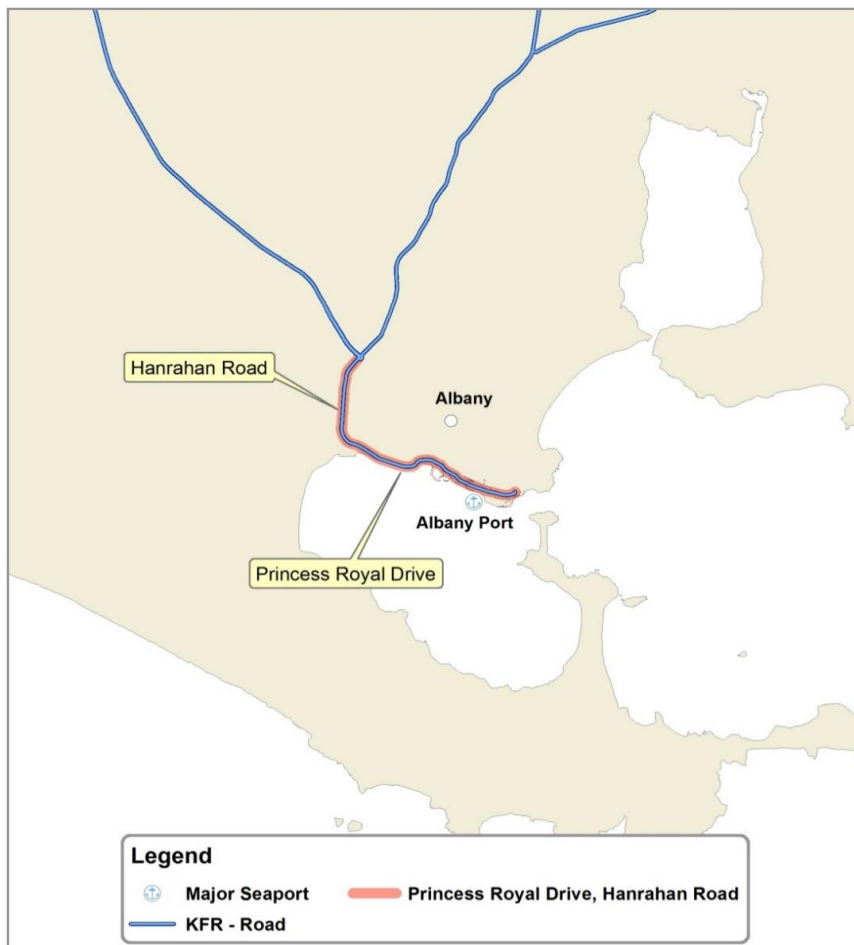 Hanrahan Road
Albany
Albany Port
Princess Royal Drive
Legend
Major Seaport
Princess Royal Drive, Hanrahan Road
KFR - Road